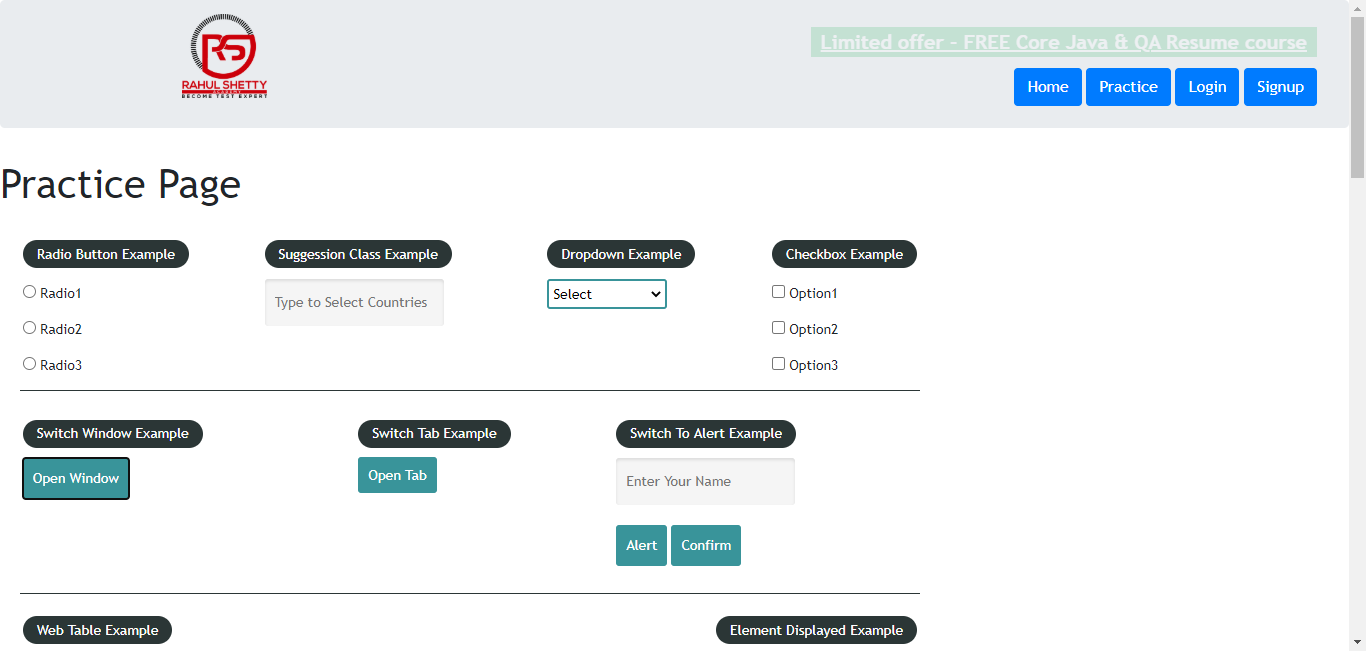 RS
RAHUL SHETTY
ACADEMY
BECOME TEST EXPERT
Limited offer - FREE Core Java & QA Resume course
Home Practice Login Signup
Practice Page
Radio Button Example
Radio1
Radio2
Radio3
Suggession Class Example
Type to Select Countries
Dropdown Example
Select
Checkbox Example
Option1
Option2
Option3
Switch Window Example
Open Window
Switch Tab Example
Open Tab
Switch To Alert Example
Enter Your Name
Alert Confirm
Web Table Example
Element Displayed Example